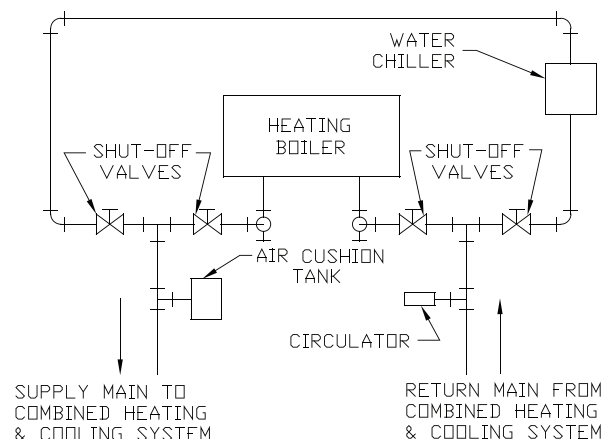 WATER
CHILLER
HEATING
BOILER
SHUT-OFF
VALVES
SHUT-OFF
VALVES
AIR CUSHION
TANK
CIRCULATOR
SUPPLY MAIN TO
COMBINED HEATING
& COOLING SYSTEM
RETURN MAIN FROM
COMBINED HEATING
& COOLING SYSTEM